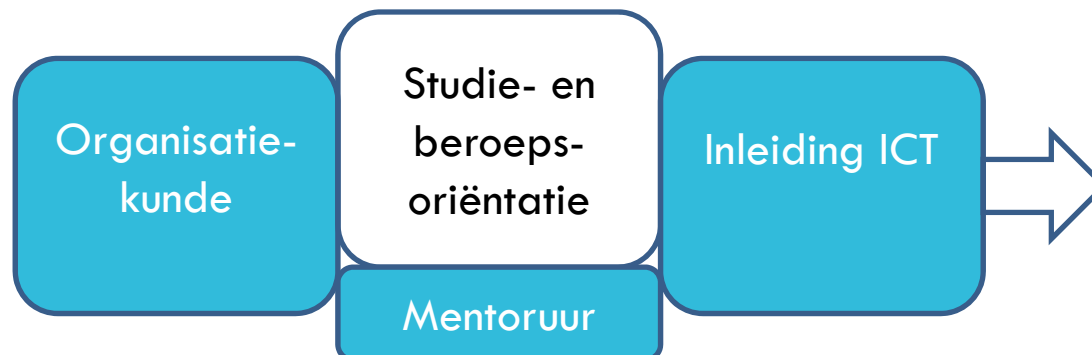 Organisatie-
kunde
Studie- en
beroeps-
oriëntatie
Mentoruur
Inleiding ICT